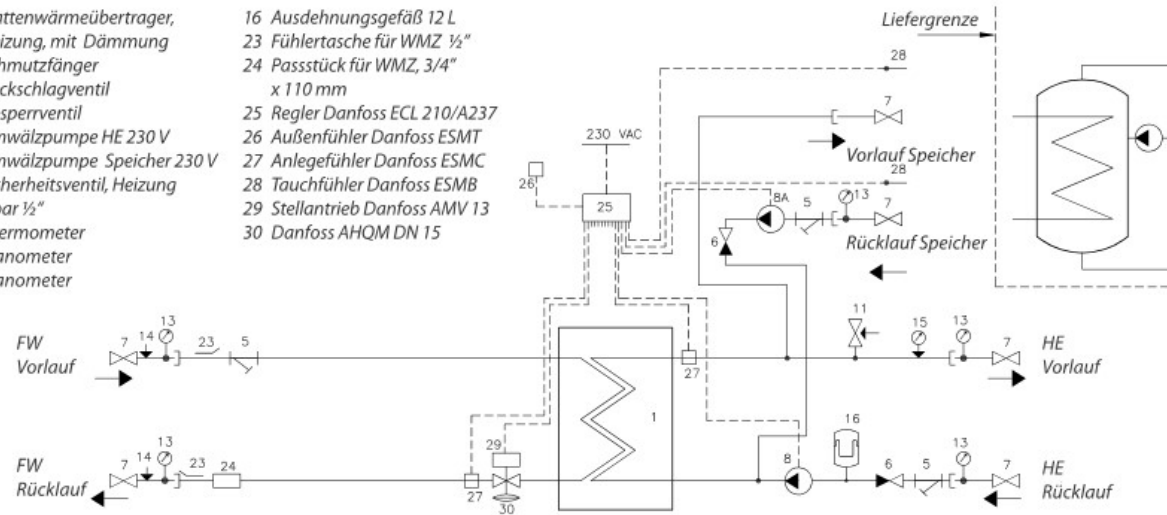 ttenwärmeübertrager,
izung, mit Dämmung
hmutzfänger
ckschlagventil
sperrventil
nwälzpumpe HE 230 V
nwälzpumpe Speicher 230 V
herheitsventil, Heizung
bar ½"
ermometer
anometer
anometer
16 Ausdehnungsgefäß 12 L
23 Fühlertasche für WMZ ½"
24 Passstück für WMZ, 3/4"
x 110 mm
25 Regler Danfoss ECL 210/A237
26 Außenfühler Danfoss ESMT
27 Anlegefühler Danfoss ESMC
28 Tauchfühler Danfoss ESMB
29 Stellantrieb Danfoss AMV 13
30 Danfoss AHQM DN 15
Liefergrenze
28
7
230 VAC
Vorlauf Speicher
26
25
28
8A
5
13
7
6
Rücklauf Speicher
FW
Vorlauf
7
14
13
23
5
27
11
15
13
7
HE
Vorlauf
1
FW
Rücklauf
7
14
13
23
24
27
29
30
8
16
6
5
13
7
HE
Rücklauf